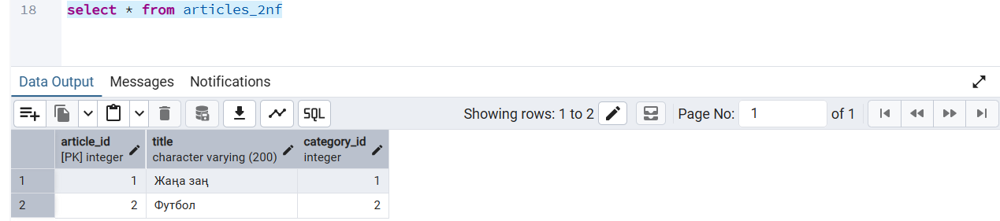 18 select * from articles_2nf
Data Output Messages Notifications
SQL Showing rows: 1 to 2 Page No: 1 of 1
article_id title category_id
[PK] integer character varying (200) integer
1 1 Жаңа заң 1
2 2 Футбол 2